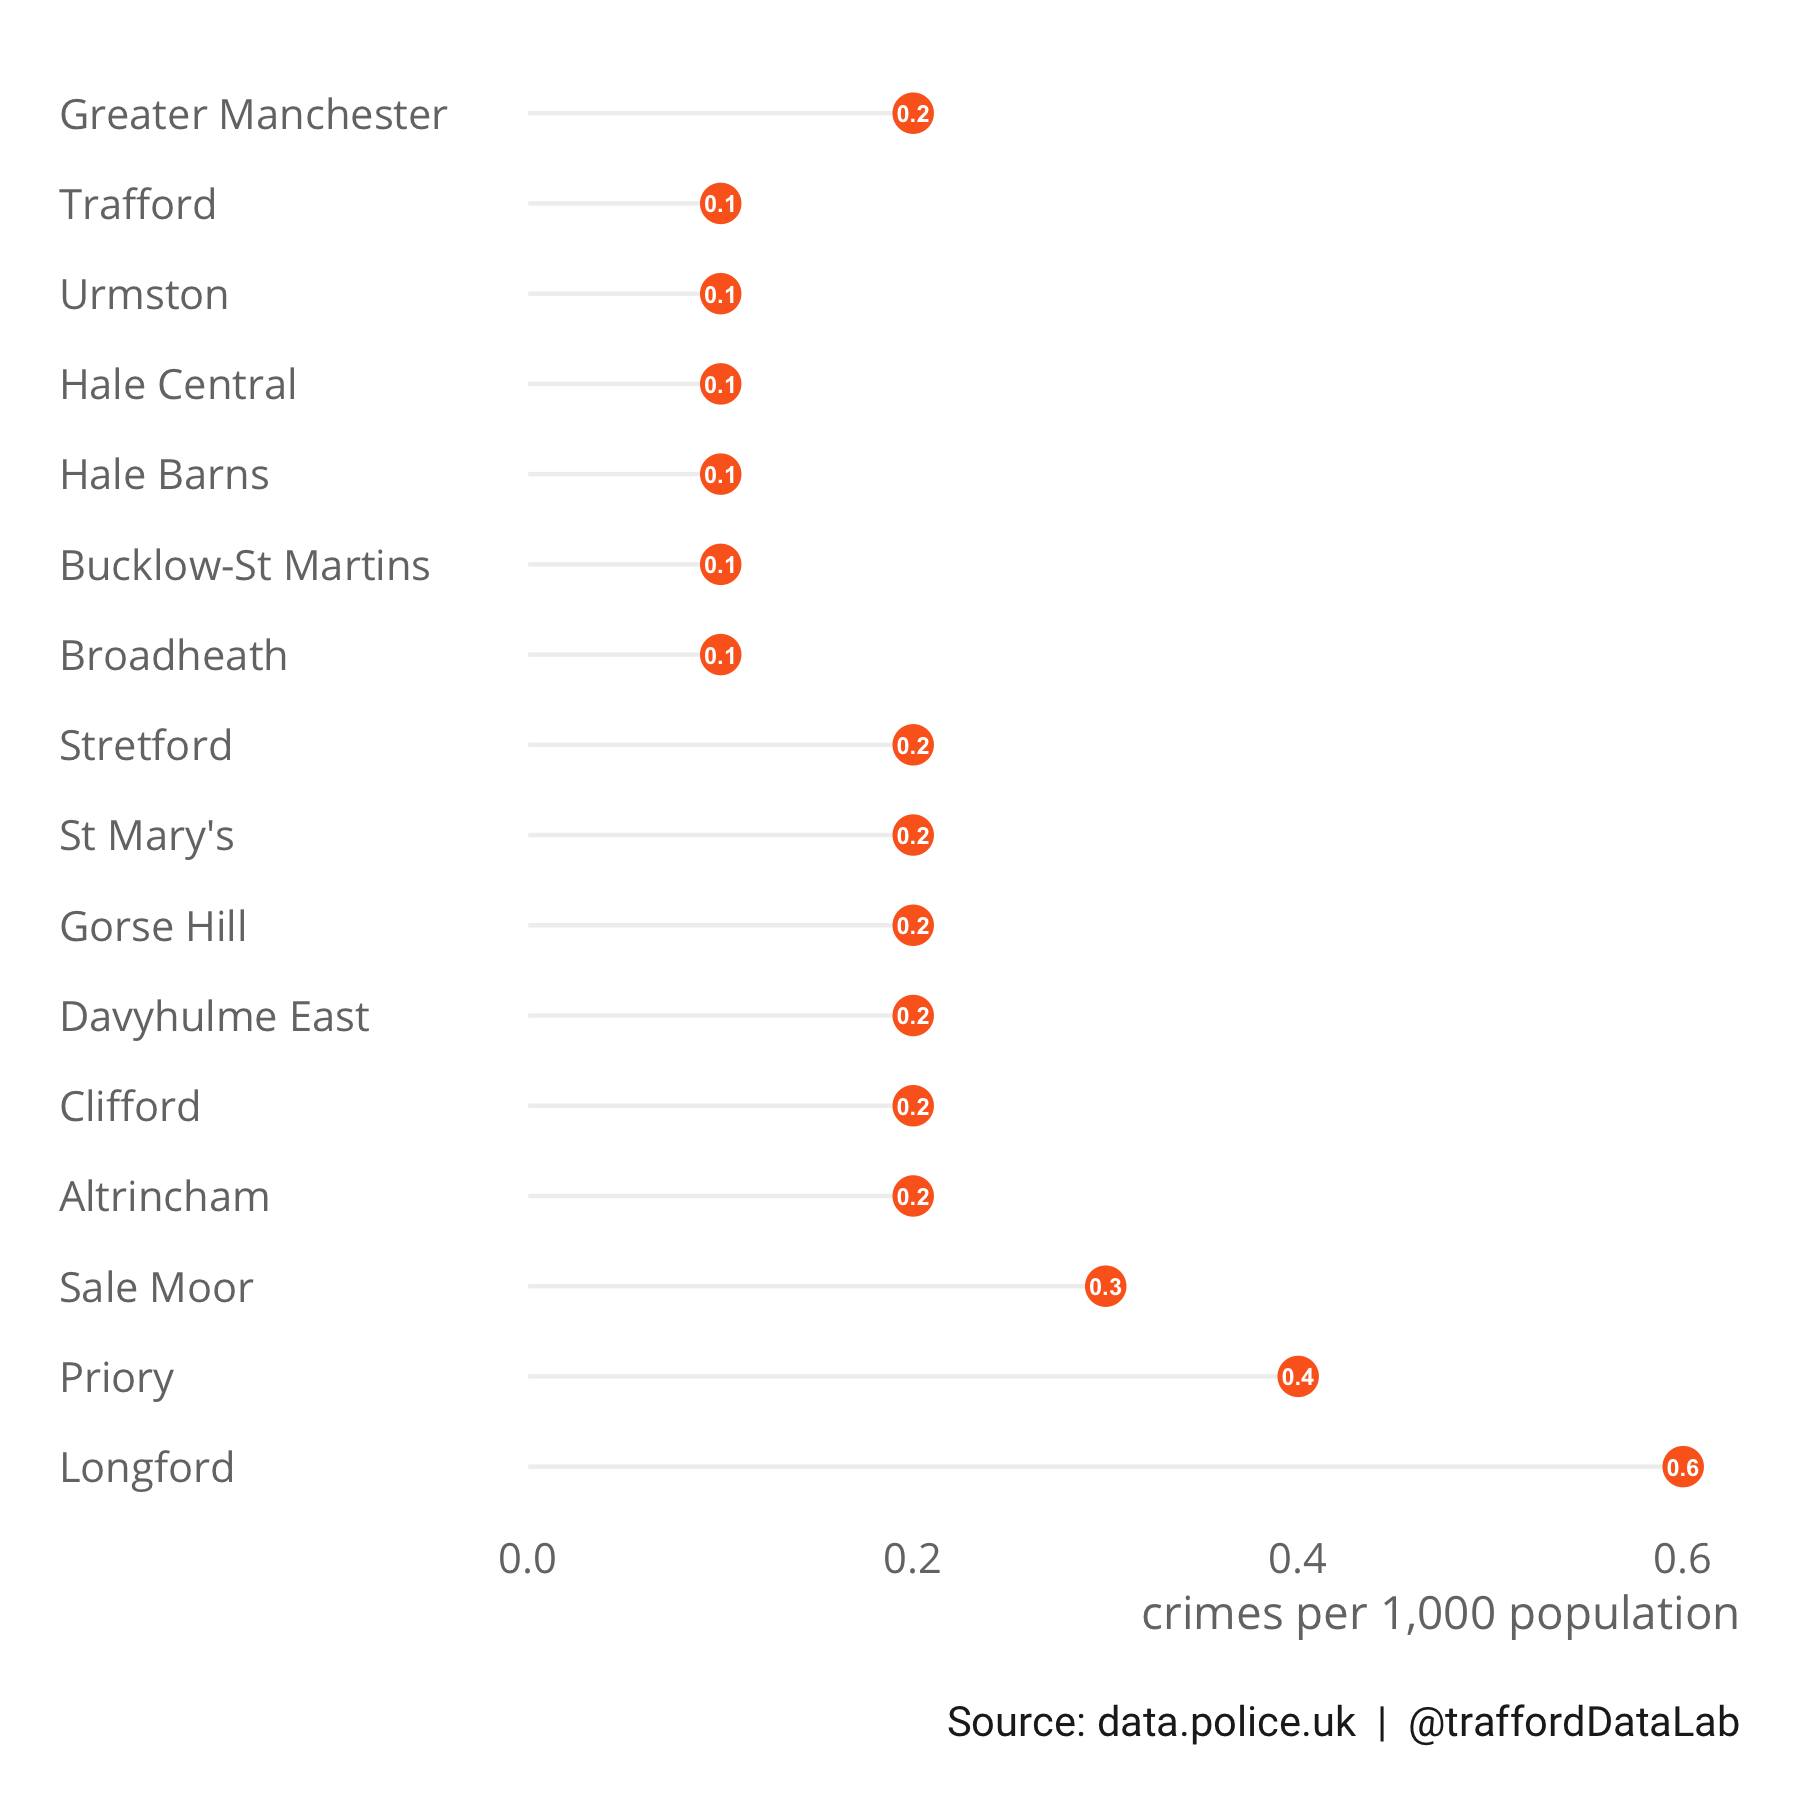 Greater Manchester 0.2
Trafford 0.1
Urmston 0.1
Hale Central 0.1
Hale Barns 0.1
Bucklow-St Martins 0.1
Broadheath 0.1
Stretford 0.2
St Mary's 0.2
Gorse Hill 0.2
Davyhulme East 0.2
Clifford 0.2
Altrincham 0.2
Sale Moor 0.3
Priory 0.4
Longford 0.6
0.0 0.2 0.4 0.6
crimes per 1,000 population
Source: data.police.uk | @traffordDataLab